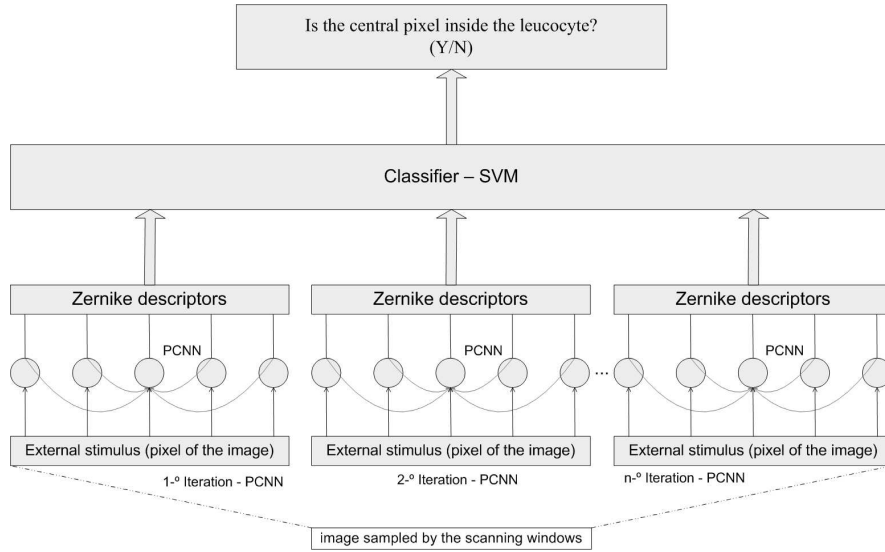 Is the central pixel inside the leucocyte?
(Y/N)
Classifier – SVM
Zernike descriptors
Zernike descriptors
Zernike descriptors
PCNN
PCNN
...
PCNN
External stimulus (pixel of the image)
External stimulus (pixel of the image)
External stimulus (pixel of the image)
1-º Iteration - PCNN
2-º Iteration - PCNN
n-º Iteration - PCNN
image sampled by the scanning windows